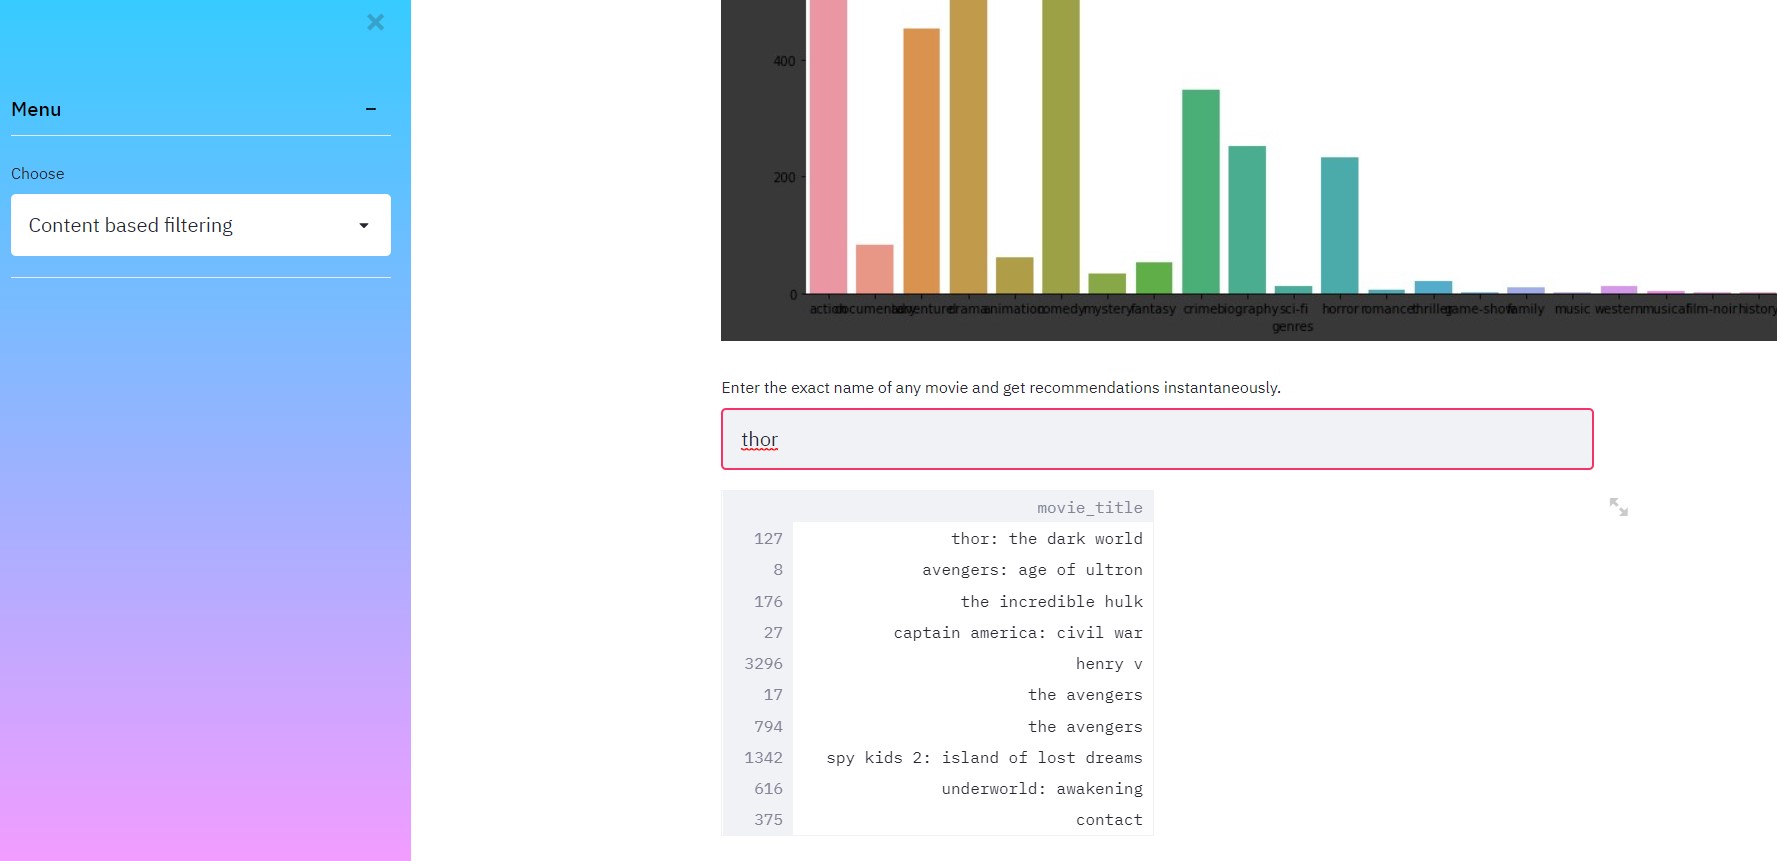 Menu
Choose
Content based filtering
400
200
0
action documentary adventure drama animation comedy mystery fantasy crime biography sci-fi horror romance thriller game-show family music western musical film-noir history
genres
Enter the exact name of any movie and get recommendations instantaneously.
thor
movie_title
127 thor: the dark world
8 avengers: age of ultron
176 the incredible hulk
27 captain america: civil war
3296 henry v
17 the avengers
794 the avengers
1342 spy kids 2: island of lost dreams
616 underworld: awakening
375 contact